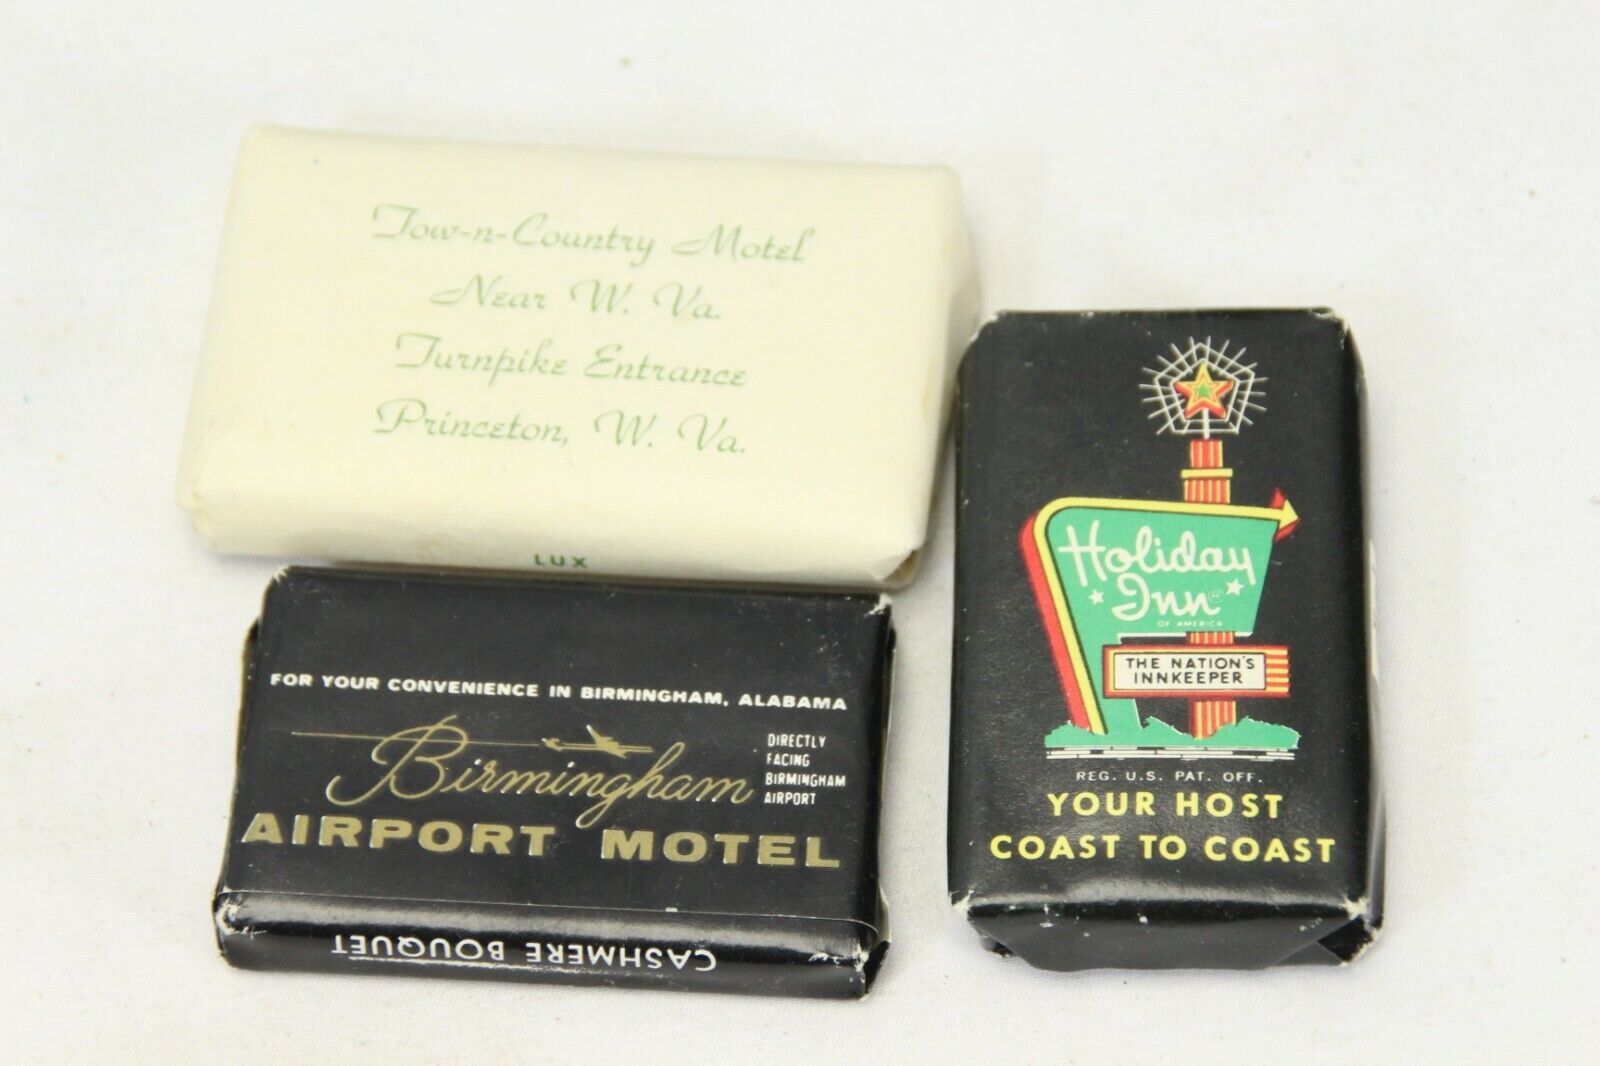 Tow-n-Country Motel
Near W. Va.
Turnpike Entrance
Princeton, W. Va.
LUX
FOR YOUR CONVENIENCE IN BIRMINGHAM, ALABAMA
Birmingham
AIRPORT MOTEL
DIRECTLY
FACING
BIRMINGHAM
AIRPORT
CASHMERE BOUQUET
Holiday
Inn
OF AMERICA
THE NATION'S
INNKEEPER
REG. U.S. PAT. OFF.
YOUR HOST
COAST TO COAST